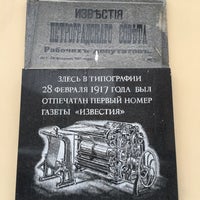 ИЗВѢСТІЯ
ПЕТРОГРАДСКАГО СОВѢТА
Рабочихъ депутатовъ.
ЗДЕСЬ В ТИПОГРАФИИ
28 ФЕВРАЛЯ 1917 ГОДА БЫЛ
ОТПЕЧАТАН ПЕРВЫЙ НОМЕР
ГАЗЕТЫ «ИЗВЕСТИЯ»